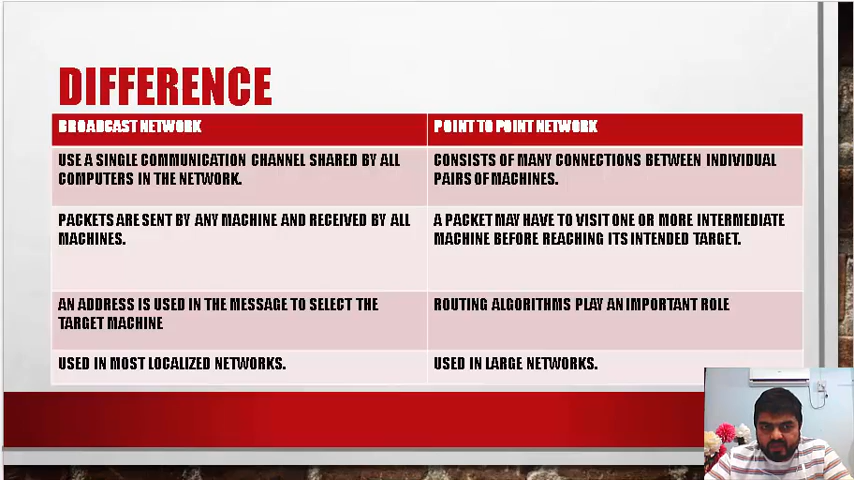 DIFFERENCE
BROADCAST NETWORK
POINT TO POINT NETWORK
USE A SINGLE COMMUNICATION CHANNEL SHARED BY ALL
COMPUTERS IN THE NETWORK.
CONSISTS OF MANY CONNECTIONS BETWEEN INDIVIDUAL
PAIRS OF MACHINES.
PACKETS ARE SENT BY ANY MACHINE AND RECEIVED BY ALL
MACHINES.
A PACKET MAY HAVE TO VISIT ONE OR MORE INTERMEDIATE
MACHINE BEFORE REACHING ITS INTENDED TARGET.
AN ADDRESS IS USED IN THE MESSAGE TO SELECT THE
TARGET MACHINE
ROUTING ALGORITHMS PLAY AN IMPORTANT ROLE
USED IN MOST LOCALIZED NETWORKS.
USED IN LARGE NETWORKS.